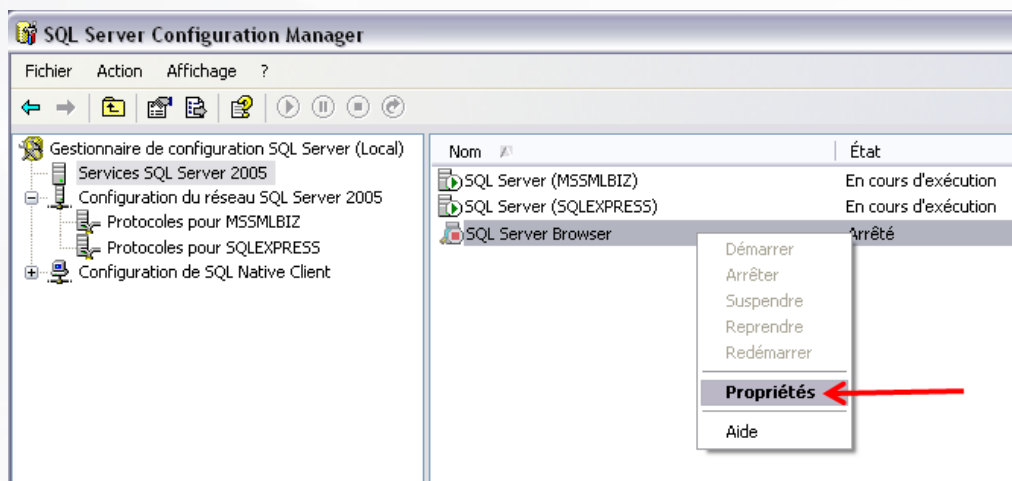 SQL Server Configuration Manager
Fichier Action Affichage ?
Gestionnaire de configuration SQL Server (Local)
Services SQL Server 2005
Configuration du réseau SQL Server 2005
Protocoles pour MSSMLBIZ
Protocoles pour SQLEXPRESS
Configuration de SQL Native Client
Nom État
SQL Server (MSSMLBIZ) En cours d'exécution
SQL Server (SQLEXPRESS) En cours d'exécution
SQL Server Browser Arrêté
Démarrer
Arrêter
Suspendre
Reprendre
Redémarrer
Propriétés
Aide